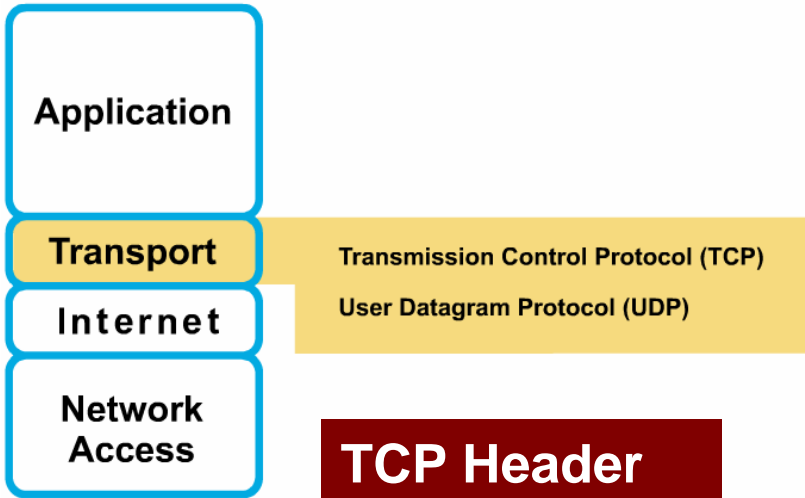 Application
Transport
Transmission Control Protocol (TCP)
User Datagram Protocol (UDP)
Internet
Network
Access
TCP Header